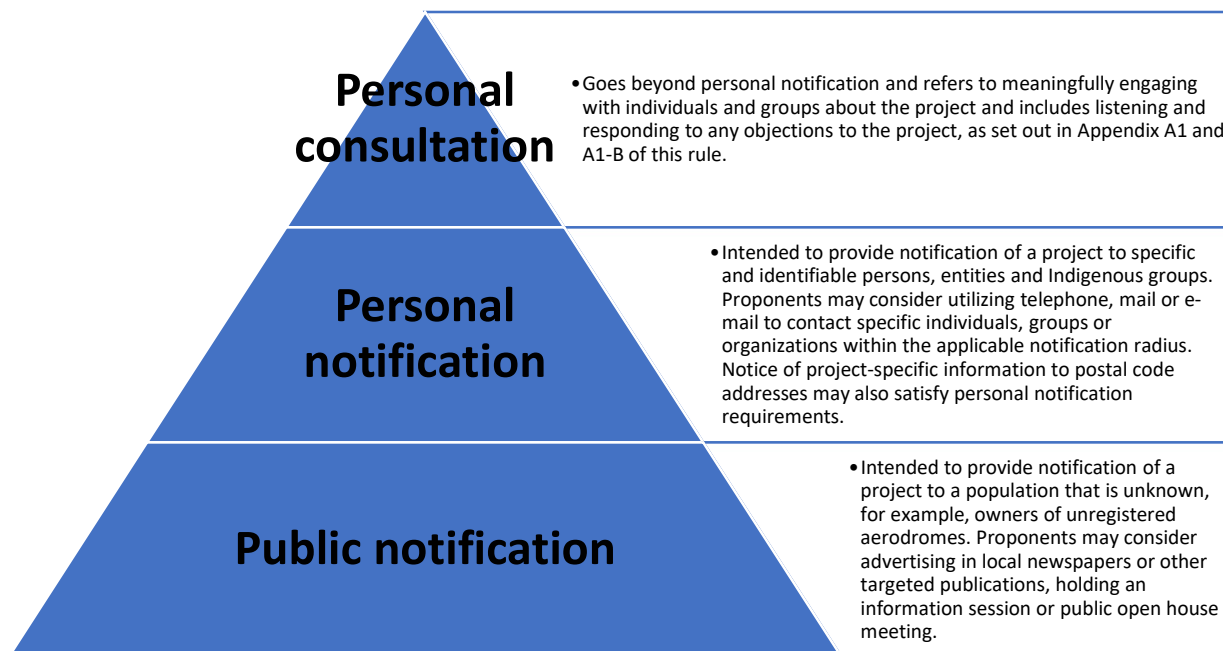 Personal
consultation
•Goes beyond personal notification and refers to meaningfully engaging
with individuals and groups about the project and includes listening and
responding to any objections to the project, as set out in Appendix A1 and
A1-B of this rule.
Personal
notification
•Intended to provide notification of a project to specific
and identifiable persons, entities and Indigenous groups.
Proponents may consider utilizing telephone, mail or e-
mail to contact specific individuals, groups or
organizations within the applicable notification radius.
Notice of project-specific information to postal code
addresses may also satisfy personal notification
requirements.
Public notification
•Intended to provide notification of a
project to a population that is unknown,
for example, owners of unregistered
aerodromes. Proponents may consider
advertising in local newspapers or other
targeted publications, holding an
information session or public open house
meeting.